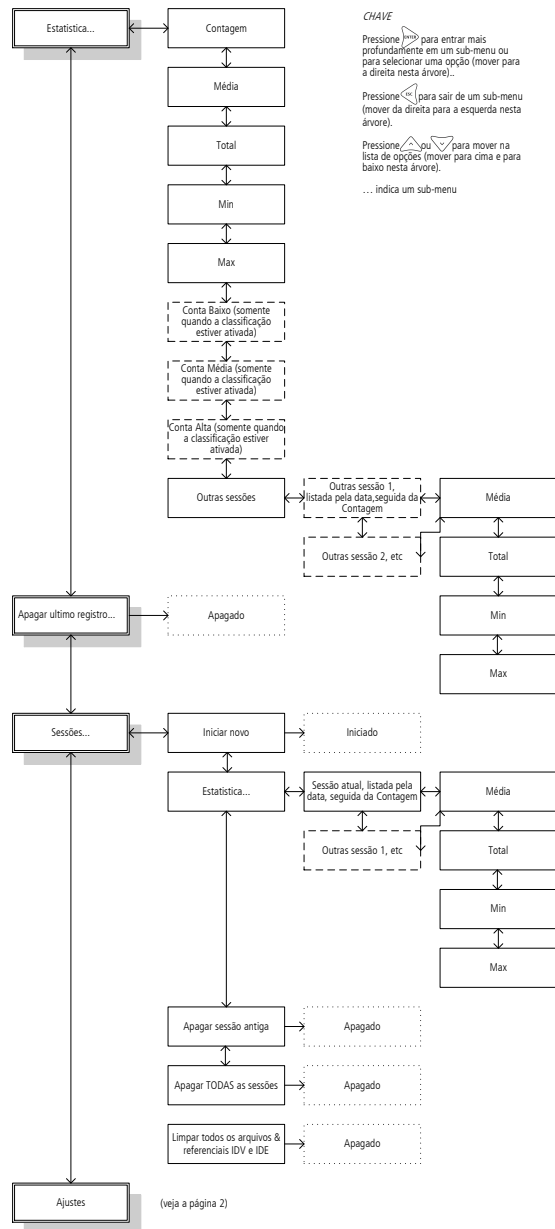 Estatistica...
Contagem
Média
Total
Min
Max
Conta Baixo (somente
quando a classificação
estiver ativada)
Conta Média (somente
quando a classificação
estiver ativada)
Conta Alta (somente quando
a classificação estiver
ativada)
Outras sessões
Outras sessão 1,
listada pela data,seguida da
Contagem
Outras sessão 2, etc
Média
Total
Min
Max
Apagar ultimo registro...
Apagado
Sessões...
Iniciar novo
Iniciado
Estatistica...
Sessão atual, listada pela
data, seguida da Contagem
Outras sessão 1, etc
Média
Total
Min
Max
Apagar sessão antiga
Apagado
Apagar TODAS as sessões
Apagado
Limpar todos os arquivos &
referenciais IDV e IDE
Apagado
Ajustes
(veja a página 2)
CHAVE
Pressione ENTER para entrar mais
profundamente em um sub-menu ou
para selecionar uma opção (mover para
a direita nesta árvore)..
Pressione ESC para sair de um sub-menu
(mover da direita para a esquerda nesta
árvore).
Pressione ou para mover na
lista de opções (mover para cima e para
baixo nesta árvore).
... indica um sub-menu